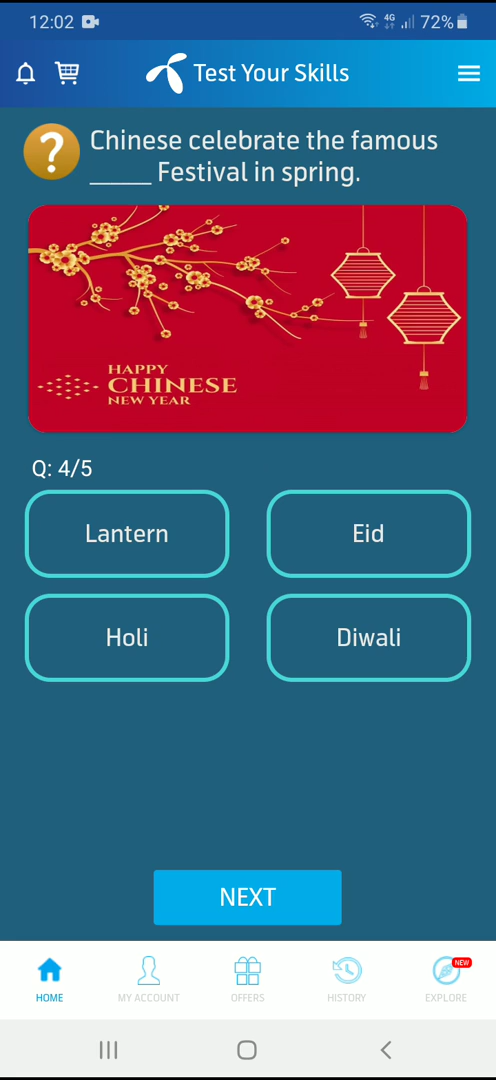 12:02 4G 72%
Test Your Skills
Chinese celebrate the famous
_____ Festival in spring.
HAPPY
CHINESE
NEW YEAR
Q: 4/5
Lantern Eid
Holi Diwali
NEXT
NEW
HOME MY ACCOUNT OFFERS HISTORY EXPLORE